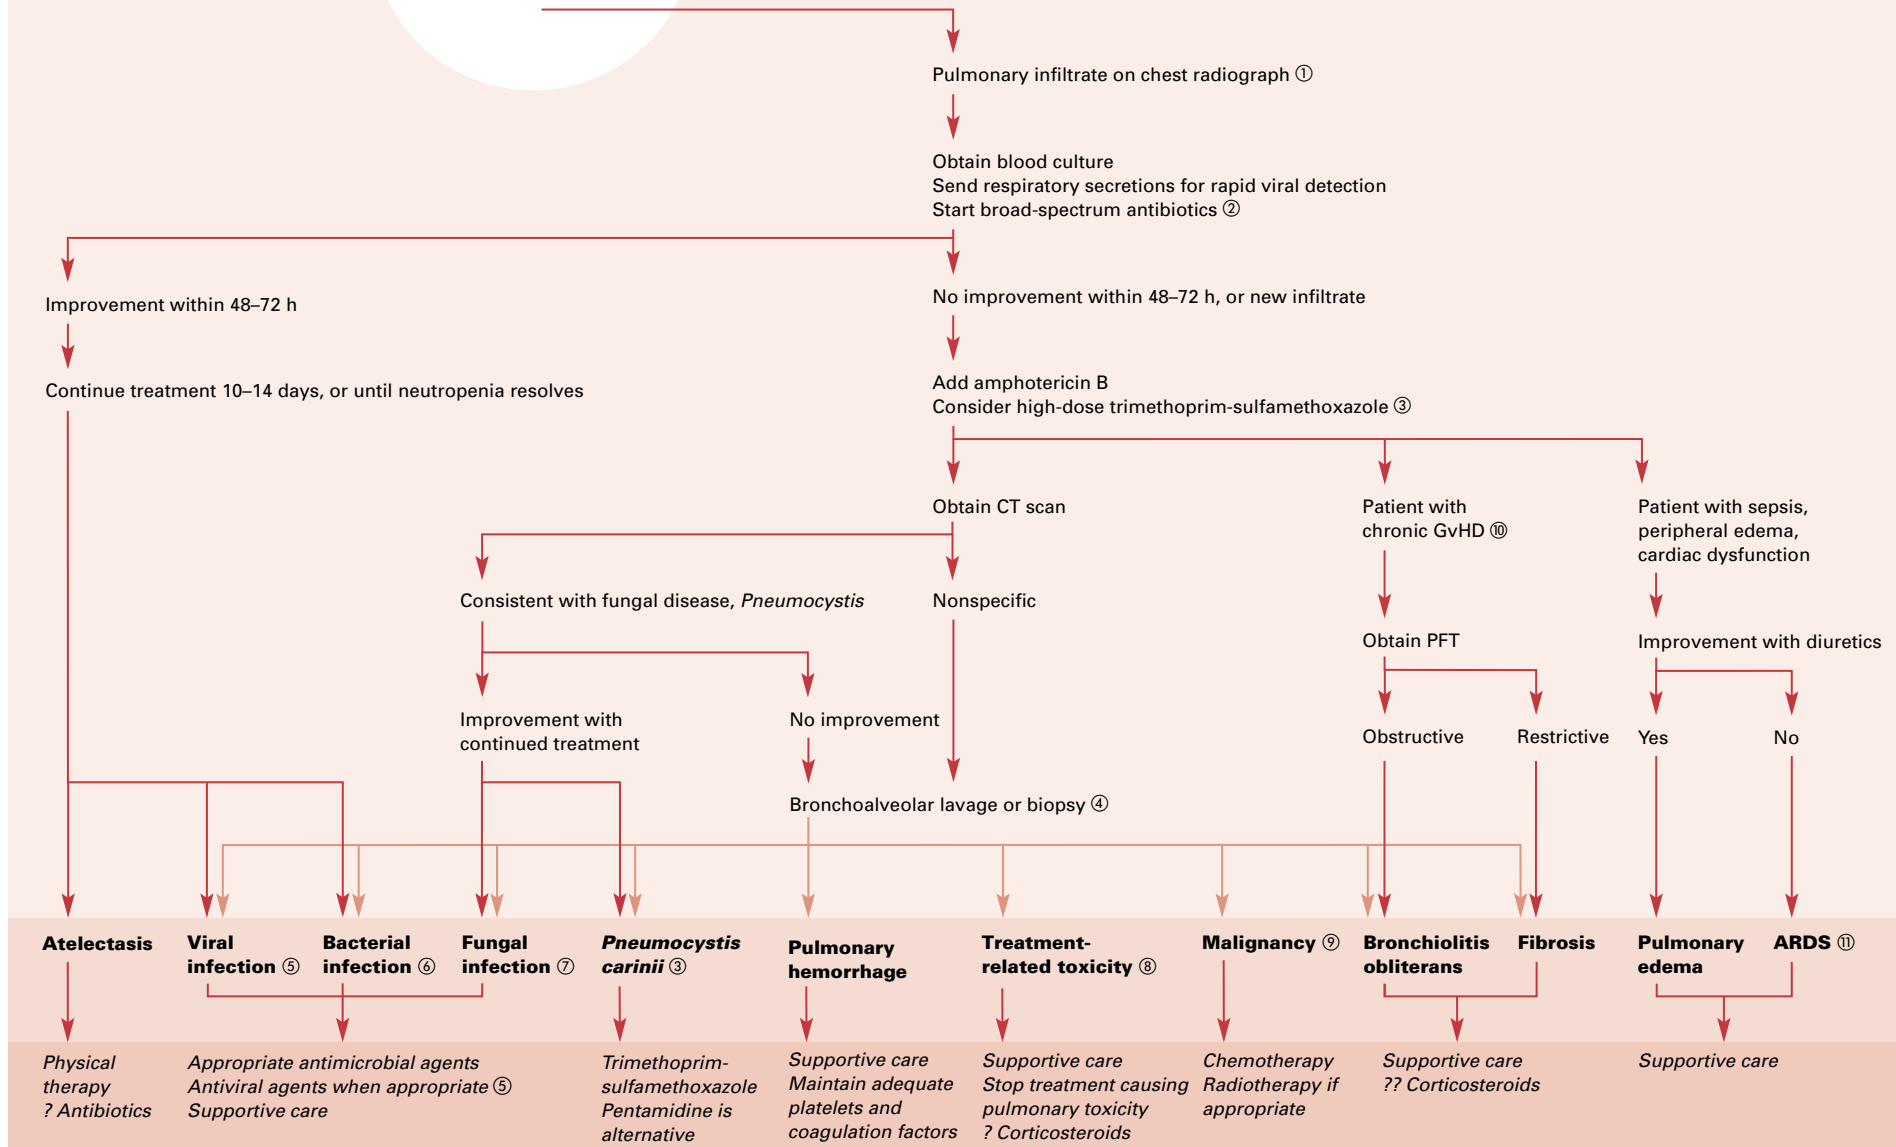 Pulmonary infiltrate on chest radiograph ①
Obtain blood culture
Send respiratory secretions for rapid viral detection
Start broad-spectrum antibiotics ②
Improvement within 48–72 h
No improvement within 48–72 h, or new infiltrate
Continue treatment 10–14 days, or until neutropenia resolves
Add amphotericin B
Consider high-dose trimethoprim-sulfamethoxazole ③
Obtain CT scan
Patient with
chronic GvHD ⑩
Patient with sepsis,
peripheral edema,
cardiac dysfunction
Consistent with fungal disease, Pneumocystis
Nonspecific
Obtain PFT
Improvement with diuretics
Improvement with
continued treatment
No improvement
Obstructive
Restrictive
Yes
No
Bronchoalveolar lavage or biopsy ④
Atelectasis
Viral
infection ⑤
Bacterial
infection ⑥
Fungal
infection ⑦
Pneumocystis
carinii ③
Pulmonary
hemorrhage
Treatment-
related toxicity ⑧
Malignancy ⑨
Bronchiolitis
obliterans
Fibrosis
Pulmonary
edema
ARDS ⑪
Physical
therapy
? Antibiotics
Appropriate antimicrobial agents
Antiviral agents when appropriate ⑤
Supportive care
Trimethoprim-
sulfamethoxazole
Pentamidine is
alternative
Supportive care
Maintain adequate
platelets and
coagulation factors
Supportive care
Stop treatment causing
pulmonary toxicity
? Corticosteroids
Chemotherapy
Radiotherapy if
appropriate
Supportive care
?? Corticosteroids
Supportive care